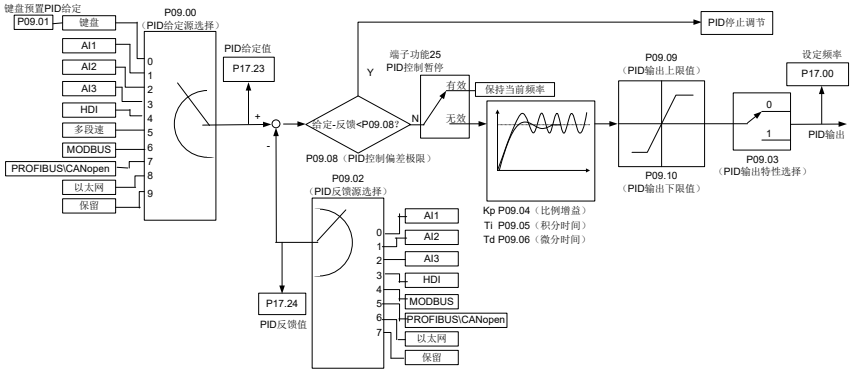 键盘预置PID给定
P09.01
键盘
AI1
AI2
AI3
HDI
多段速
MODBUS
PROFIBUS\CANopen
以太网
保留
P09.00
(PID给定源选择)
0
1
2
3
4
5
6
7
8
9
PID给定值
P17.23
+
-
给定-反馈<P09.08?
Y
N
P09.08(PID控制偏差极限)
PID停止调节
端子功能25
PID控制暂停
有效
无效
保持当前频率
Kp P09.04(比例增益)
Ti P09.05(积分时间)
Td P09.06(微分时间)
P09.09
(PID输出上限值)
P09.10
(PID输出下限值)
0
1
P09.03
(PID输出特性选择)
设定频率
P17.00
PID输出
P09.02
(PID反馈源选择)
0
1
2
3
4
5
6
7
AI1
AI2
AI3
HDI
MODBUS
PROFIBUS\CANopen
以太网
保留
P17.24
PID反馈值